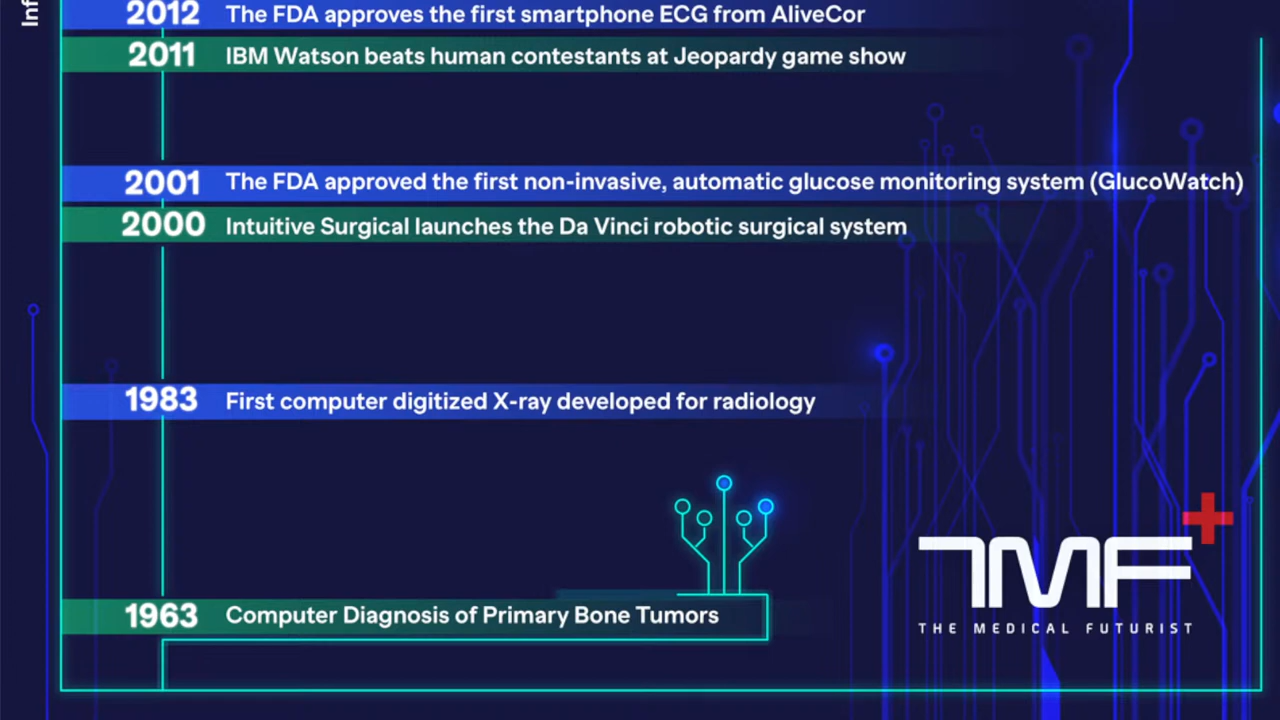 Inf
2012 The FDA approves the first smartphone ECG from AliveCor
2011 IBM Watson beats human contestants at Jeopardy game show
2001 The FDA approved the first non-invasive, automatic glucose monitoring system (GlucoWatch)
2000 Intuitive Surgical launches the Da Vinci robotic surgical system
1983 First computer digitized X-ray developed for radiology
1963 Computer Diagnosis of Primary Bone Tumors
TMF
THE MEDICAL FUTURIST